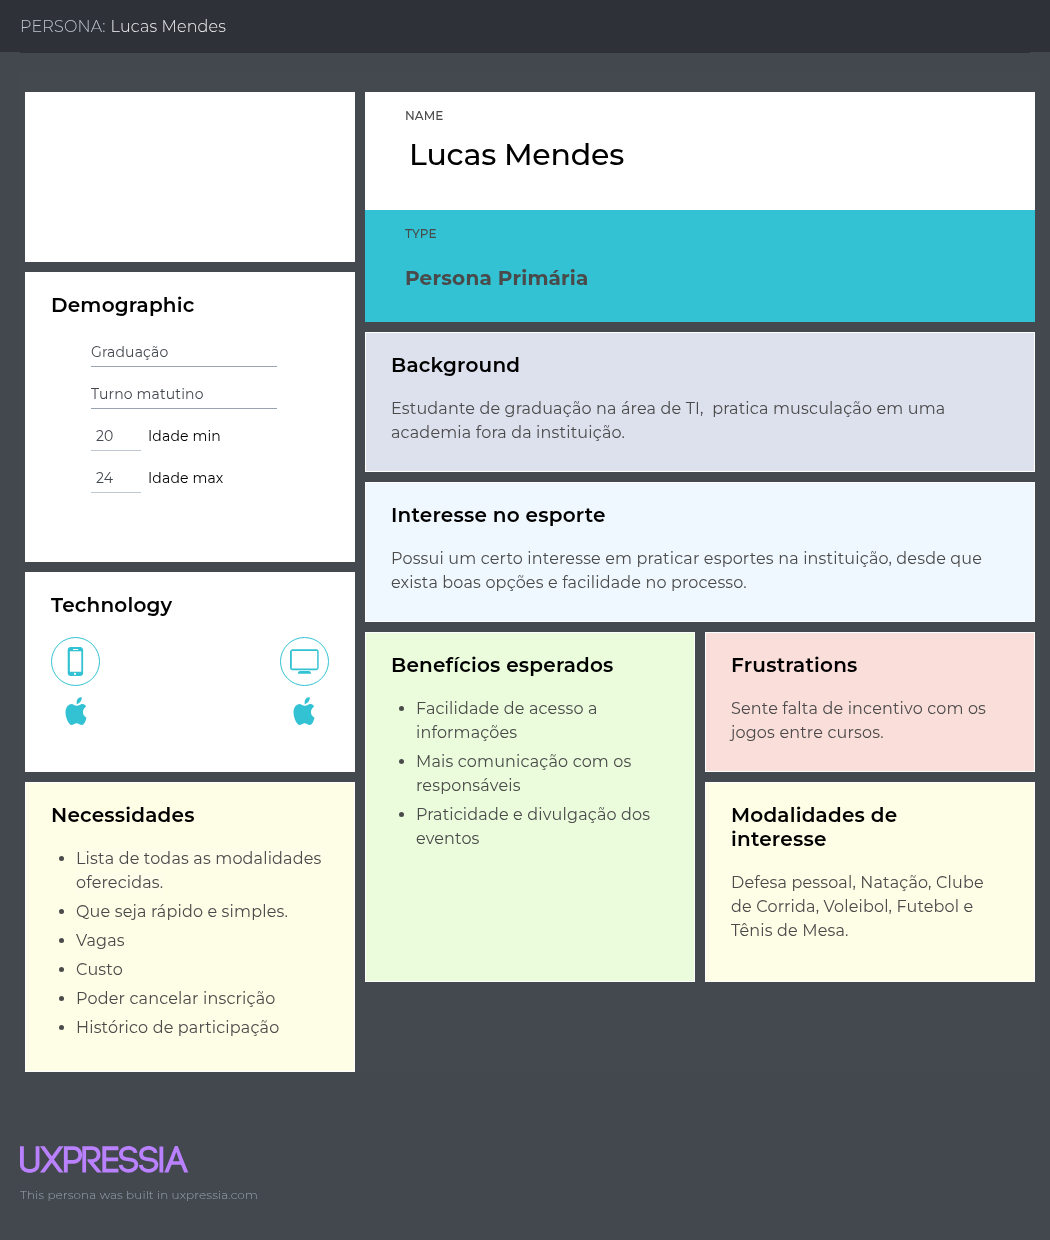 PERSONA: Lucas Mendes
NAME
Lucas Mendes
TYPE
Persona Primária
Demographic
Graduação
Turno matutino
20 Idade min
24 Idade max
Background
Estudante de graduação na área de TI,  pratica musculação em uma
academia fora da instituição.
Interesse no esporte
Possui um certo interesse em praticar esportes na instituição, desde que
exista boas opções e facilidade no processo.
Technology
Benefícios esperados
• Facilidade de acesso a
informações
• Mais comunicação com os
responsáveis
• Praticidade e divulgação dos
eventos
Frustrations
Sente falta de incentivo com os
jogos entre cursos.
Necessidades
• Lista de todas as modalidades
oferecidas.
• Que seja rápido e simples.
• Vagas
• Custo
• Poder cancelar inscrição
• Histórico de participação
Modalidades de
interesse
Defesa pessoal, Natação, Clube
de Corrida, Voleibol, Futebol e
Tênis de Mesa.
UXPRESSIA
This persona was built in uxpressia.com